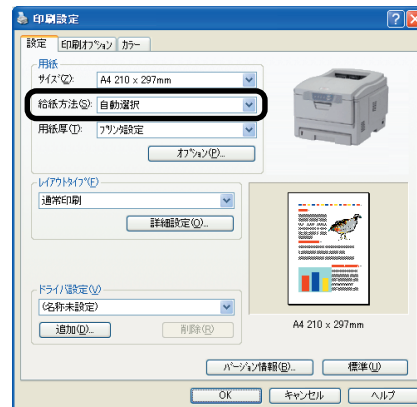 印刷設定
設定 印刷オプション カラー
用紙
サイズ(Z): A4 210 x 297mm
給紙方法(S): 自動選択
用紙厚(T): プリンタ設定
オプション(P)...
レイアウトタイプ(F)
通常印刷
詳細設定(O)...
ドライバ設定(V)
(名称未設定)
追加(D)... 削除(R)
A4 210 x 297mm
バージョン情報(B)... 標準(U)
OK キャンセル ヘルプ